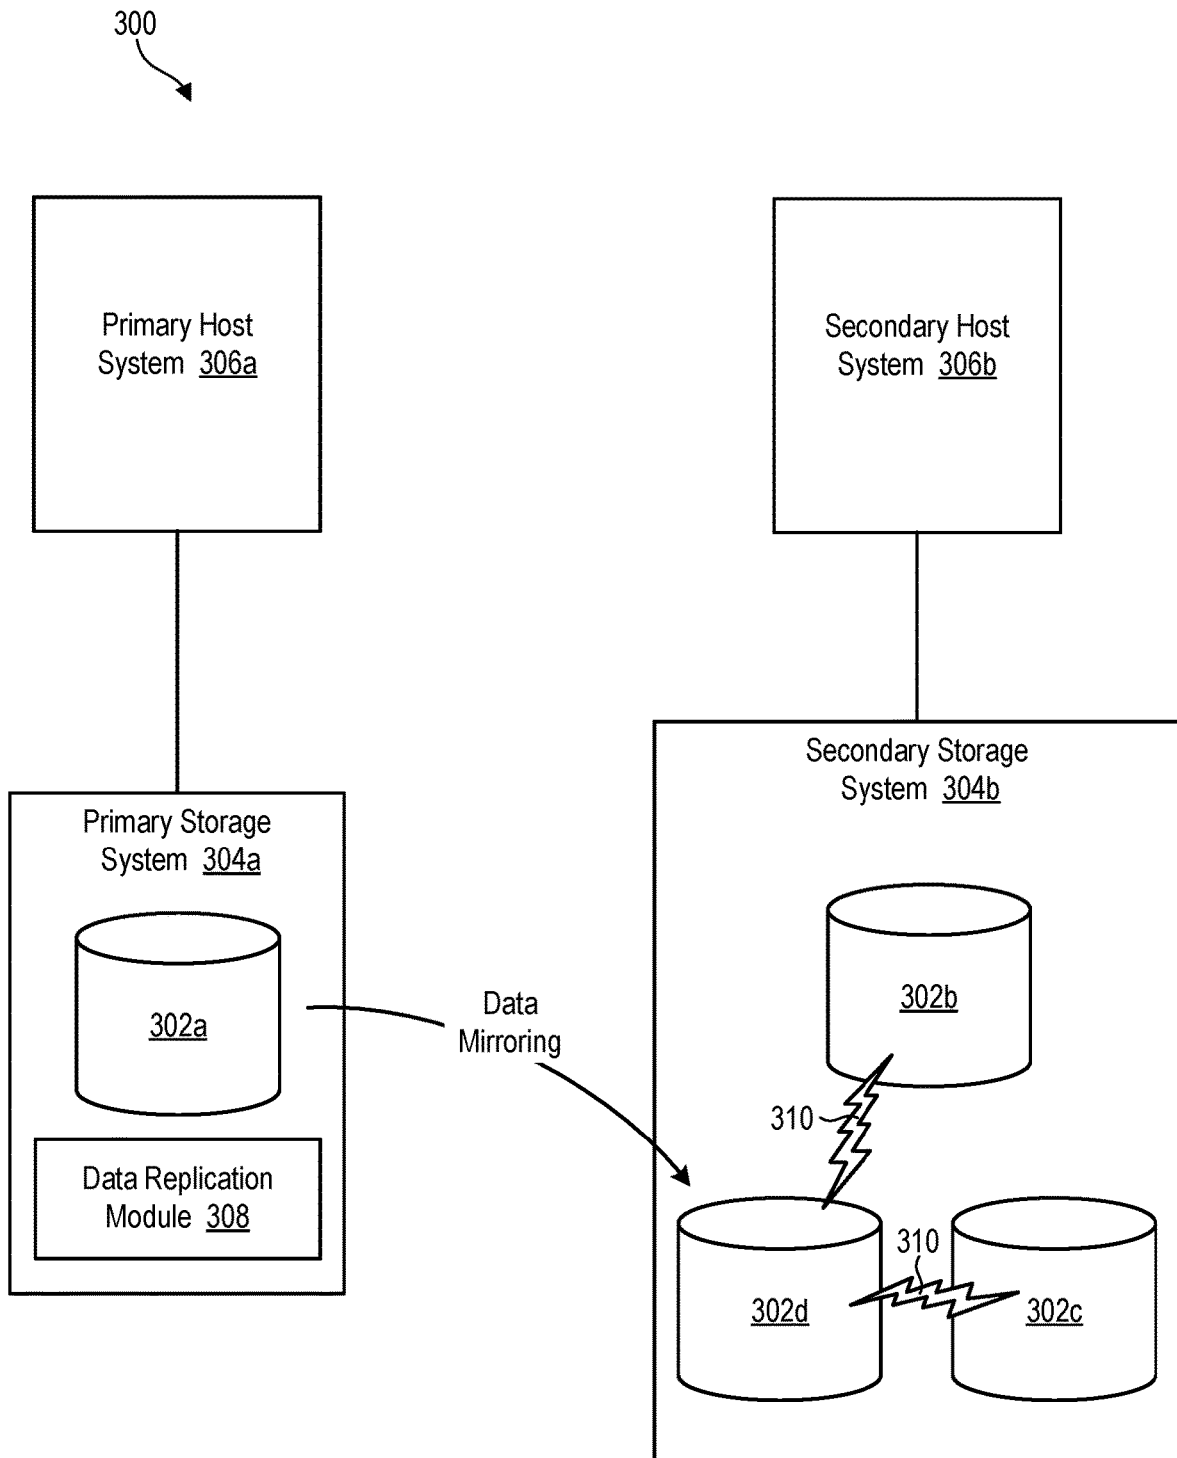 300
Primary Host
System 306a
Secondary Host
System 306b
Primary Storage
System 304a
302a
Data Replication
Module 308
Data
Mirroring
Secondary Storage
System 304b
302b
310
310
302d
302c